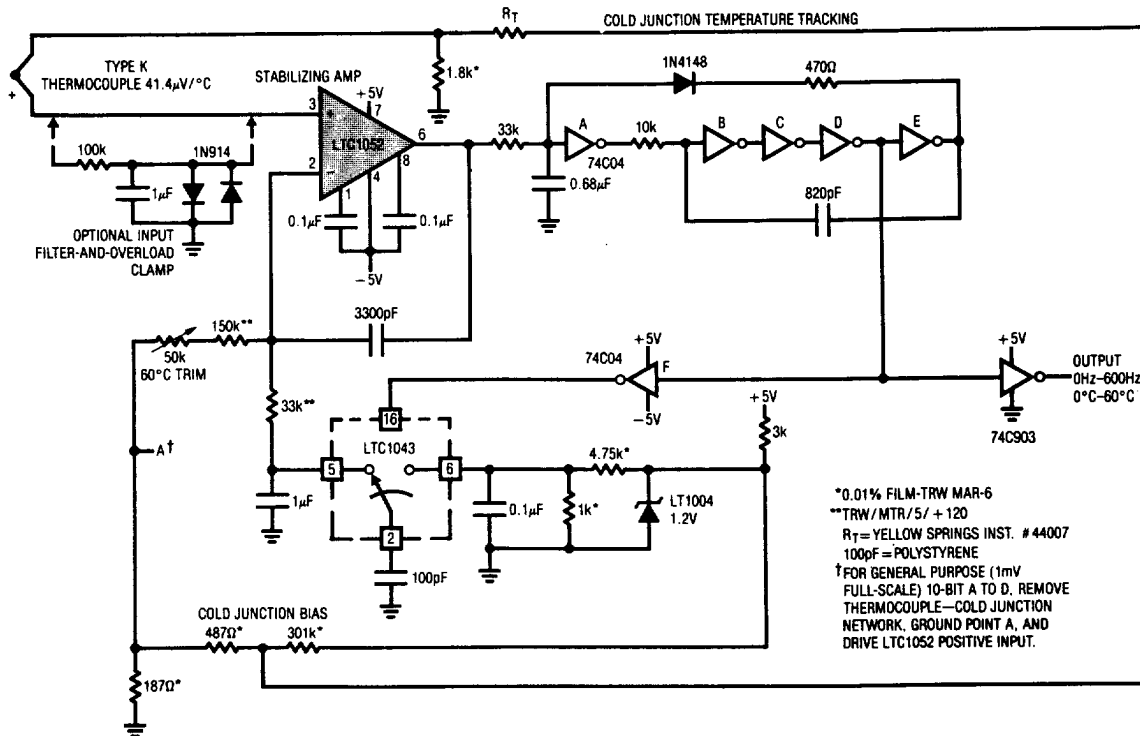 COLD JUNCTION TEMPERATURE TRACKING
RT
TYPE K
THERMOCOUPLE 41.4µV/°C
+
STABILIZING AMP
1.8k*
1N4148
470Ω
+5V
3
7
+
LTC1052
6
2
−
8
1
4
33k
A
74C04
10k
B
C
D
E
0.68µF
820pF
100k
1N914
1µF
OPTIONAL INPUT
FILTER-AND-OVERLOAD
CLAMP
0.1µF
0.1µF
−5V
3300pF
150k**
50k
60°C TRIM
33k**
A†
74C04
+5V
F
−5V
+5V
74C903
OUTPUT
0Hz–600Hz
0°C–60°C
+5V
3k
16
LTC1043
5
6
2
1µF
100pF
4.75k*
0.1µF
1k*
LT1004
1.2V
*0.01% FILM-TRW MAR-6
**TRW/MTR/5/+120
RT=YELLOW SPRINGS INST. #44007
100pF=POLYSTYRENE
†FOR GENERAL PURPOSE (1mV
FULL-SCALE) 10-BIT A TO D, REMOVE
THERMOCOUPLE—COLD JUNCTION
NETWORK, GROUND POINT A, AND
DRIVE LTC1052 POSITIVE INPUT.
COLD JUNCTION BIAS
487Ω*
301k*
187Ω*